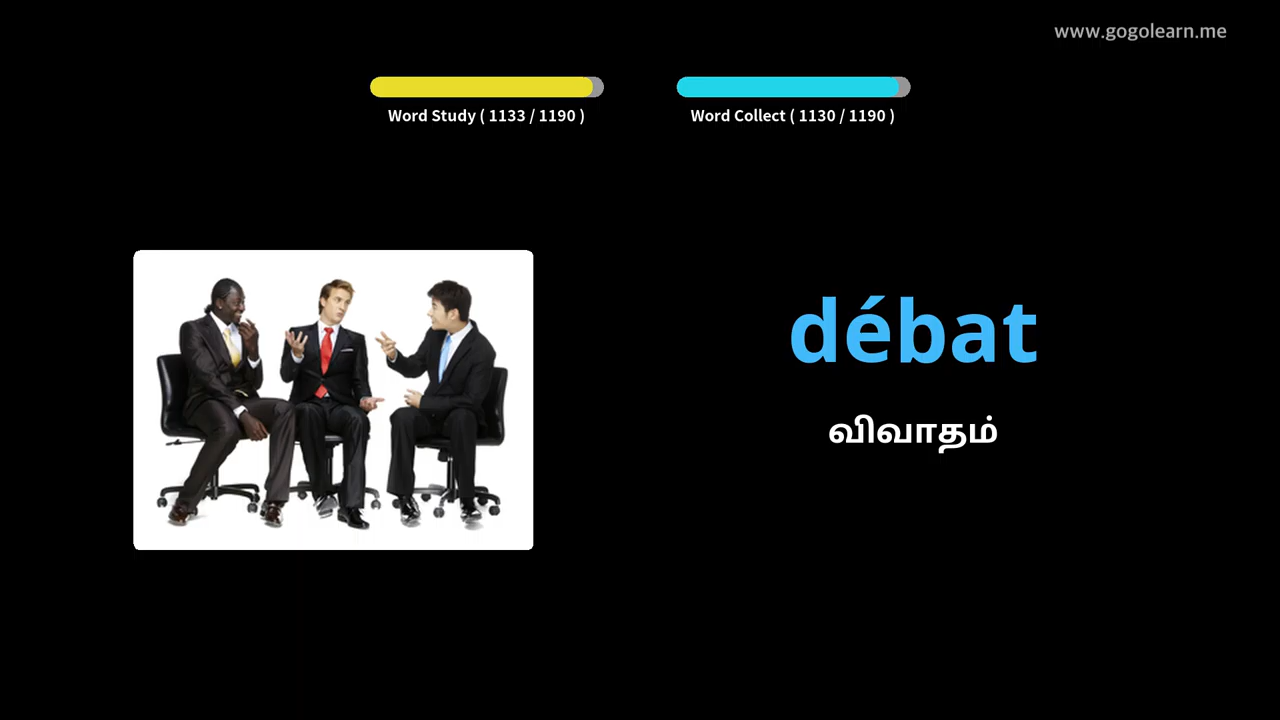 www.gogolearn.me
Word Study ( 1133 / 1190 )
Word Collect ( 1130 / 1190 )
débat
விவாதம்